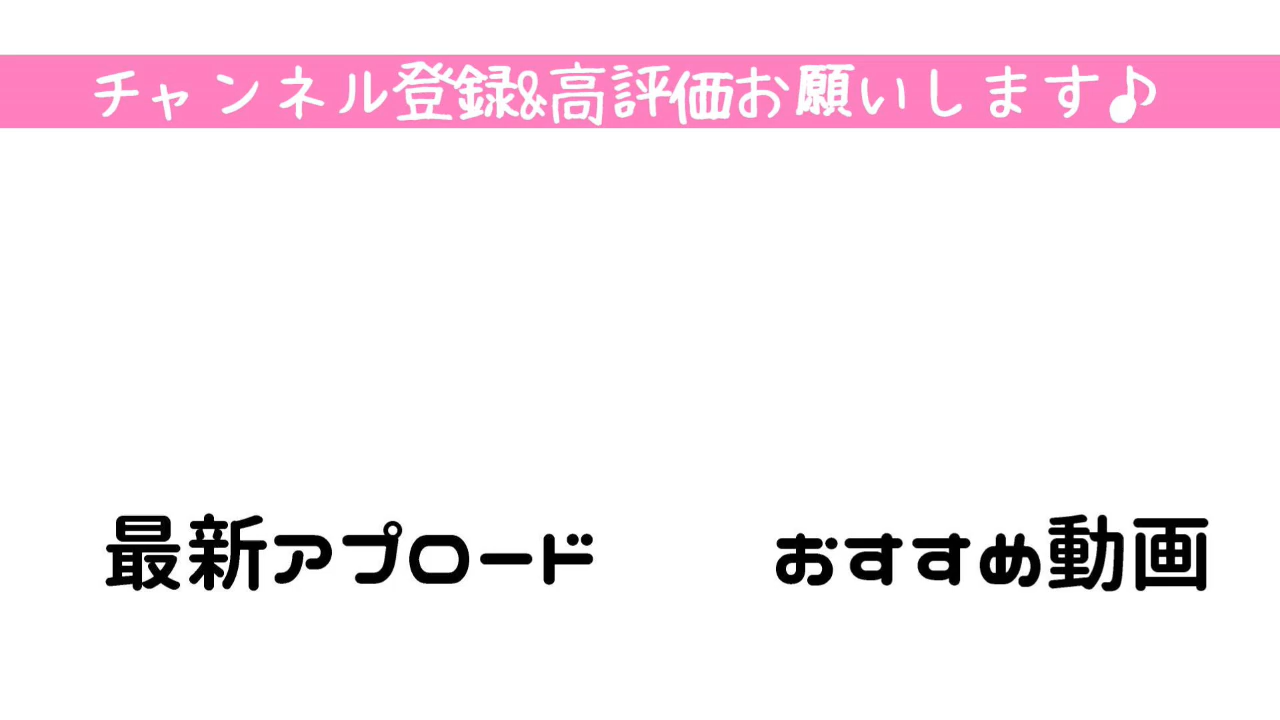 チャンネル登録&高評価お願いします♪
最新アプロード
おすすめ動画